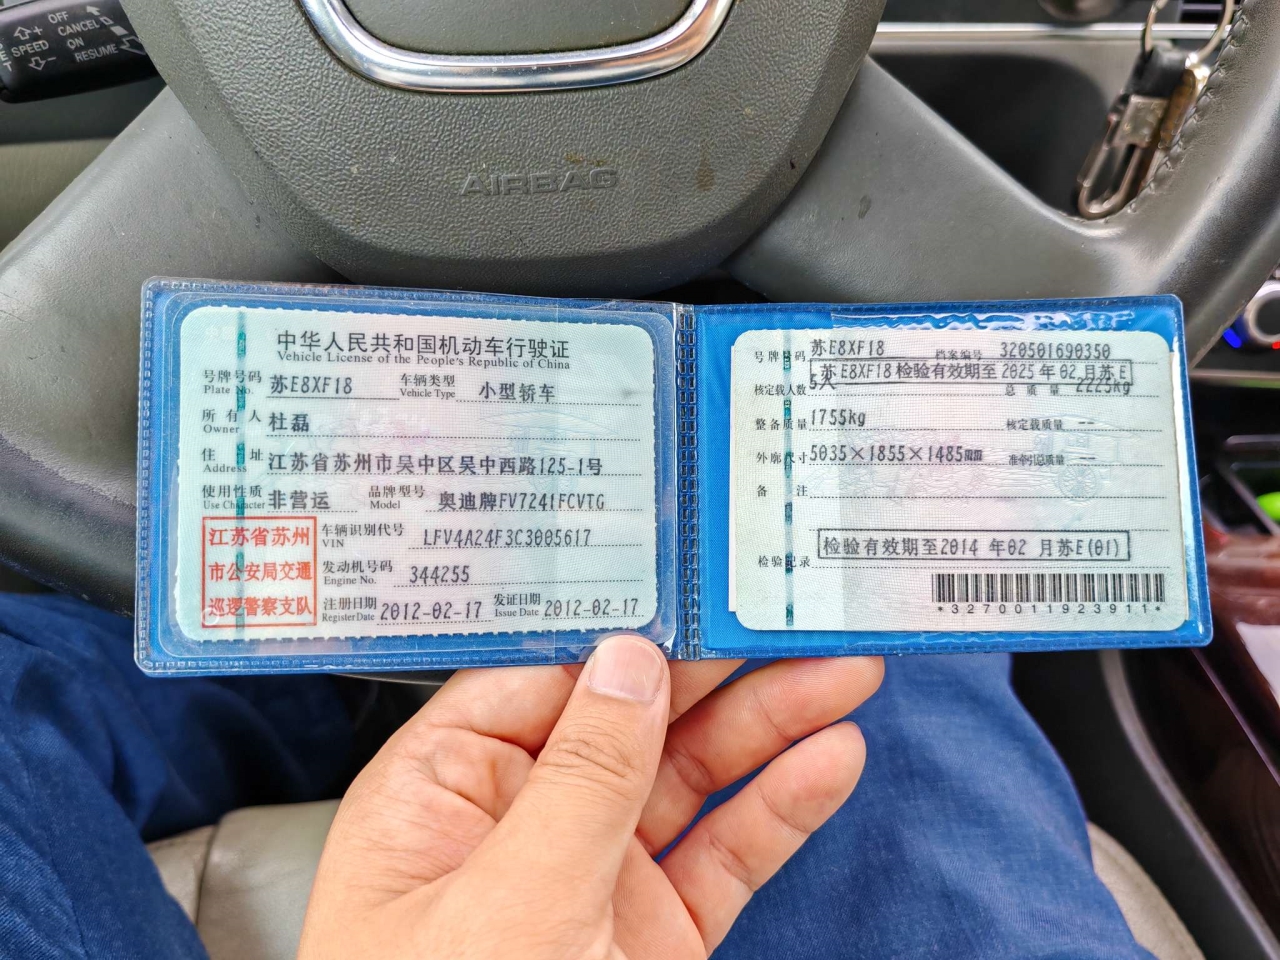 OFF
CANCEL
SPEED ON
RESUME
AIRBAG
中华人民共和国机动车行驶证
Vehicle License of the People's Republic of China
号牌号码 苏E8XF18 车辆类型 小型轿车
Plate No. Vehicle Type
所有人 杜磊
Owner
住址 江苏省苏州市吴中区吴中西路125-1号
Address
使用性质 非营运 品牌型号 奥迪牌FV7241FCVTG
Use Character Model
江苏省苏州
市公安局交通
巡逻警察支队
车辆识别代号 LFV4A24F3C3005617
VIN
发动机号码 344255
Engine No.
注册日期 2012-02-17 发证日期 2012-02-17
Register Date Issue Date
号牌号码 苏E8XF18 档案编号 320501690350
苏E8XF18检验有效期至2025年02月苏E
核定载人数 5人 总质量 2225kg
整备质量 1755kg 核定载质量 --
外廓尺寸 5035×1855×1485mm 准牵引总质量 --
备注
检验有效期至2014年02月苏E(01)
检验记录
*3270011923911*